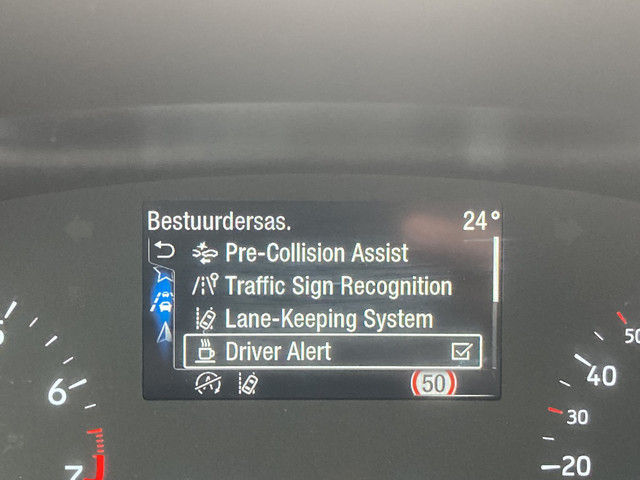 Bestuurdersas. 24°
Pre-Collision Assist
Traffic Sign Recognition
Lane-Keeping System
Driver Alert
50
6
7
50
40
30
20